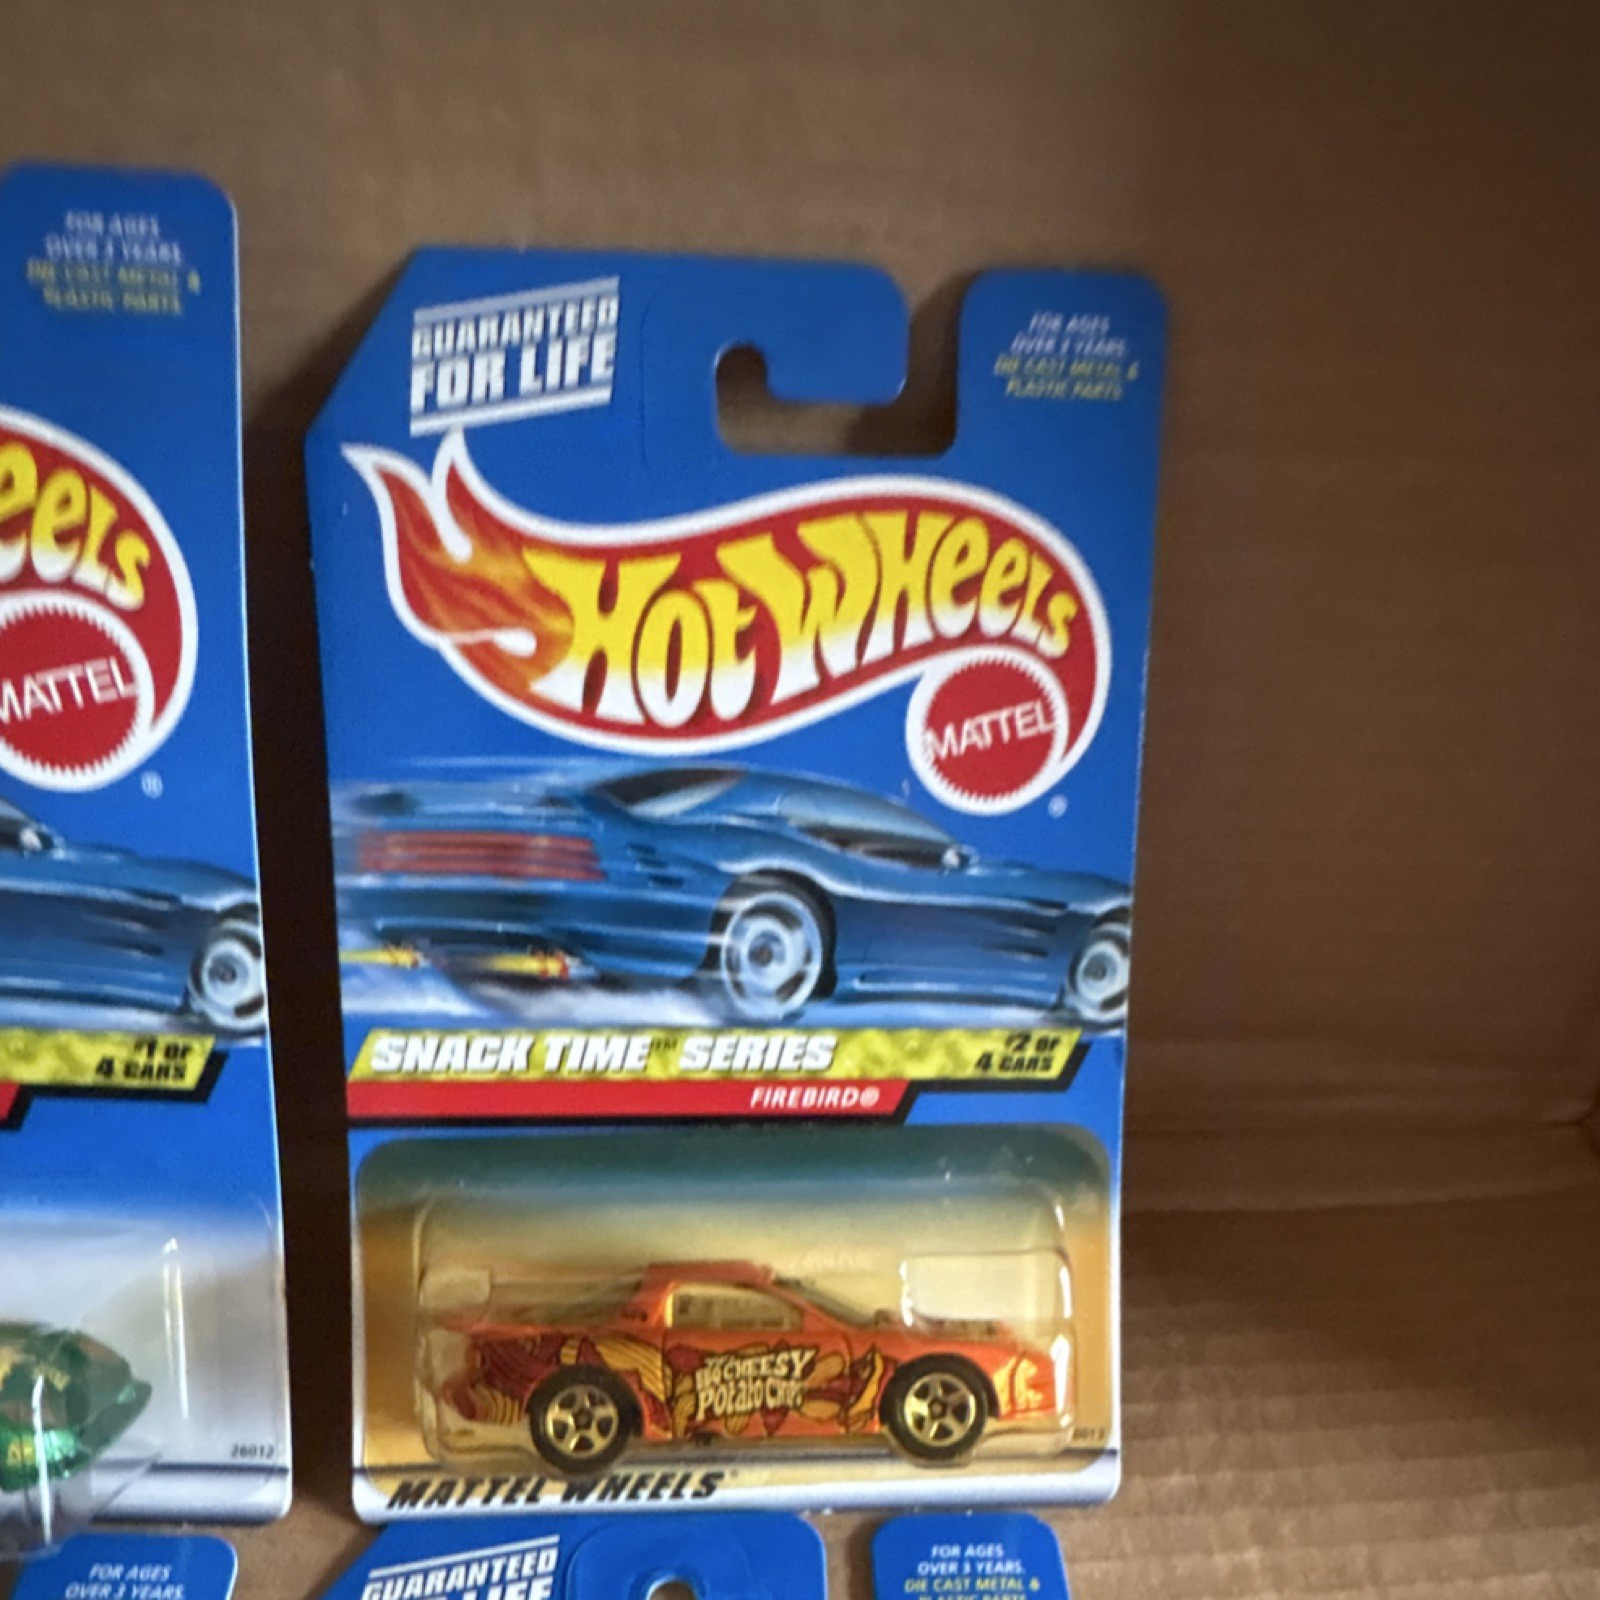 FOR AGES
OVER 3 YEARS.
DIE CAST METAL &
PLASTIC PARTS.
eels
MATTEL
®
#1 OF
4 CARS
26012
GUARANTEED
FOR LIFE
FOR AGES
OVER 3 YEARS.
DIE CAST METAL &
PLASTIC PARTS.
Hot Wheels
MATTEL
®
SNACK TIME™ SERIES
#2 OF
4 CARS
FIREBIRD®
CHEESY
Potato Chips
MATTEL WHEELS
FOR AGES
OVER 3 YEARS.
GUARANTEED
LIFE
FOR AGES
OVER 3 YEARS.
DIE CAST METAL &
PLASTIC PARTS.